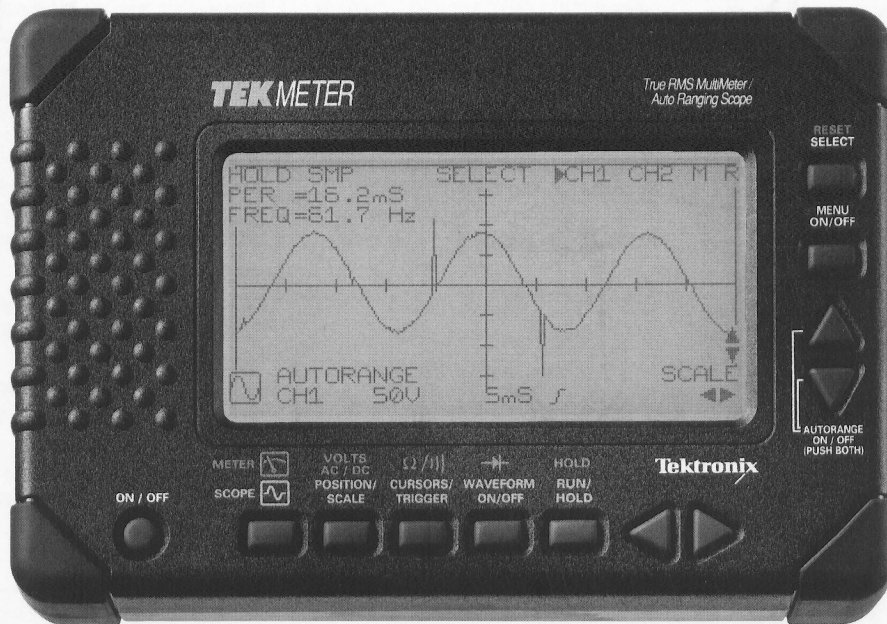 TEKMETER
True RMS MultiMeter /
Auto Ranging Scope
RESET
SELECT
HOLD SMP SELECT CH1 CH2 M R
PER =16.2mS
FREQ=61.7 Hz
MENU
ON/OFF
AUTORANGE
CH1 50V 5mS
SCALE
AUTORANGE
ON / OFF
(PUSH BOTH)
Tektronix
METER
SCOPE
VOLTS
AC / DC
POSITION/
SCALE
Ω
CURSORS/
TRIGGER
WAVEFORM
ON/OFF
HOLD
RUN/
HOLD
ON / OFF